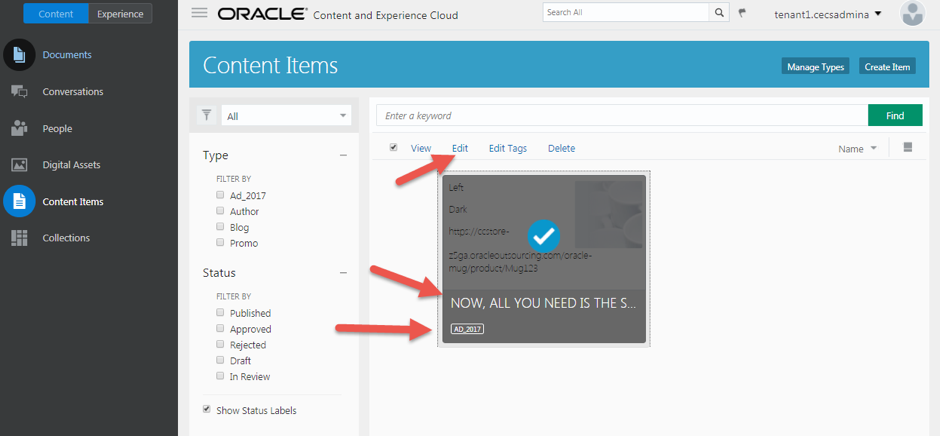 Content
Experience
Documents
Conversations
People
Digital Assets
Content Items
Collections
ORACLE Content and Experience Cloud
Search All
tenant1.cecsadmina
Content Items
Manage Types
Create Item
All
Type
FILTER BY
Ad_2017
Author
Blog
Promo
Status
FILTER BY
Published
Approved
Rejected
Draft
In Review
Show Status Labels
Enter a keyword
Find
View Edit Edit Tags Delete
Name
Left
Dark
https://ccstore-
z5ga.oracleoutsourcing.com/oracle-
mug/product/Mug123
NOW, ALL YOU NEED IS THE S...
AD_2017